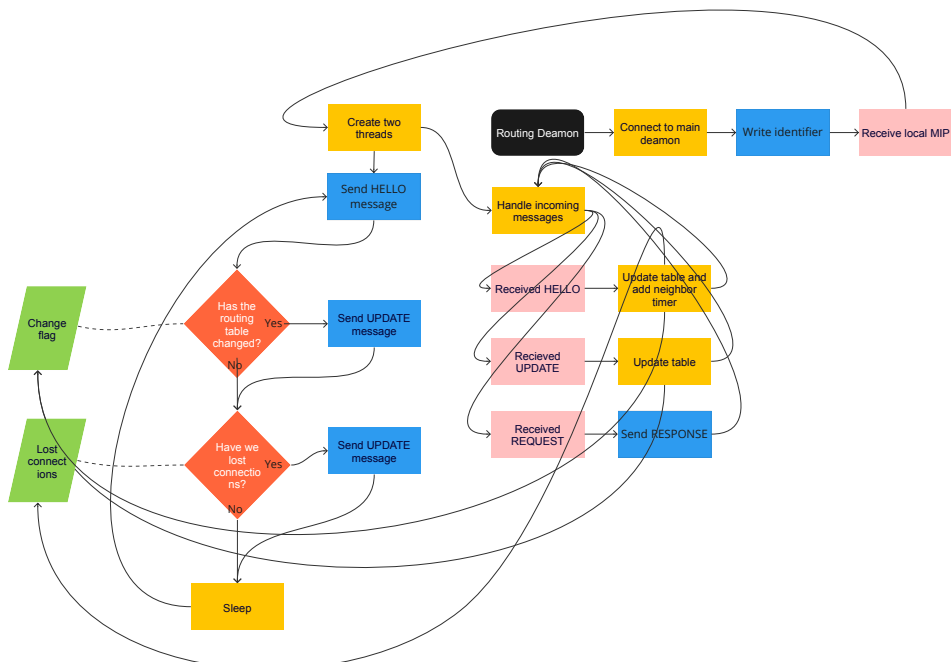 Create two
threads
Routing Deamon
Connect to main
deamon
Write identifier
Receive local MIP
Send HELLO
message
Handle incoming
messages
Received HELLO
Update table and
add neighbor
timer
Change
flag
Has the
routing
table
changed?
Yes
No
Send UPDATE
message
Recieved
UPDATE
Update table
Lost
connect
ions
Have we
lost
connectio
ns?
Yes
No
Send UPDATE
message
Received
REQUEST
Send RESPONSE
Sleep